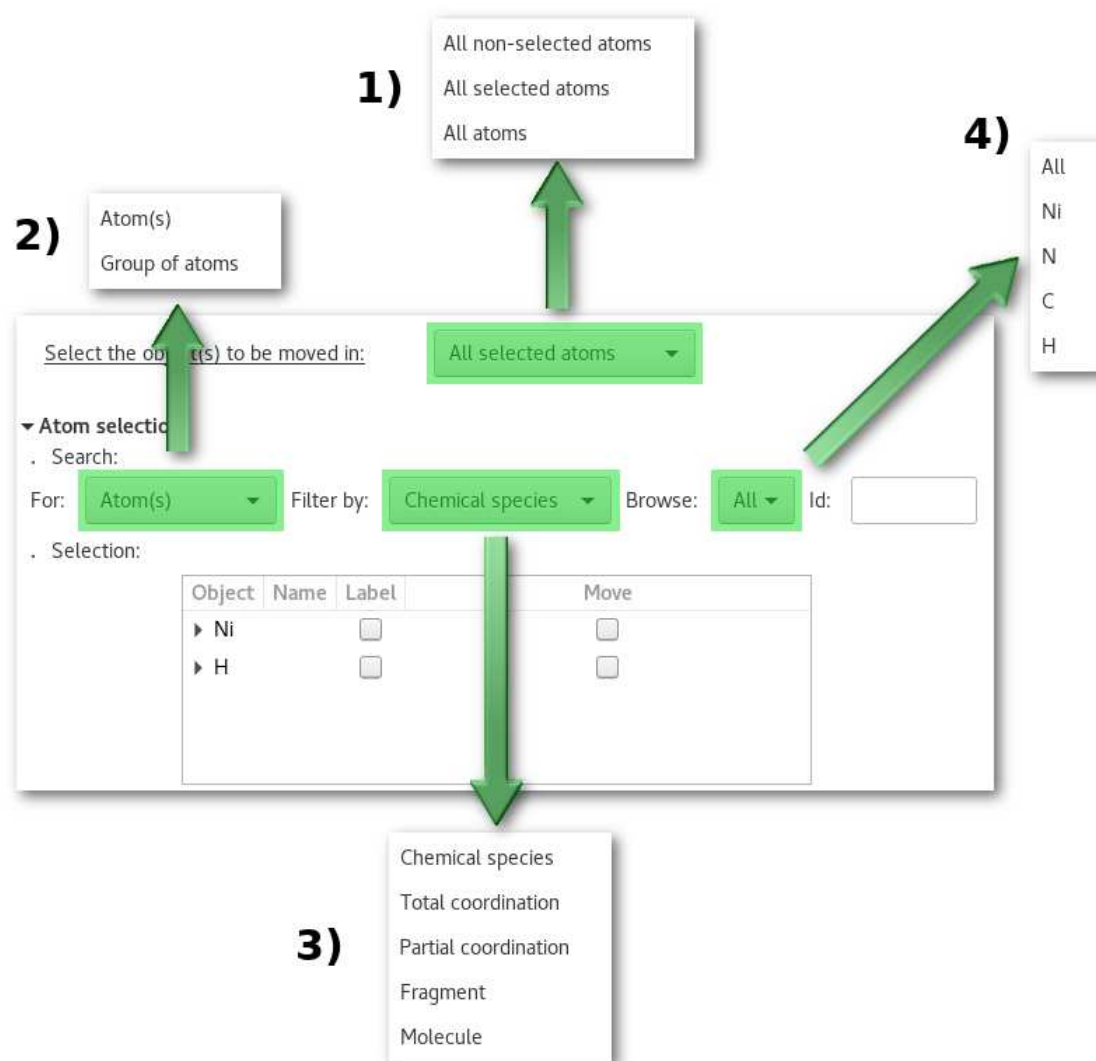 1)
All non-selected atoms
All selected atoms
All atoms
4)
All
Ni
N
C
H
2)
Atom(s)
Group of atoms
Select the ob t(s) to be moved in:
All selected atoms
Atom selectio
. Search:
For: Atom(s) Filter by: Chemical species Browse: All Id:
. Selection:
Object Name Label Move
Ni
H
3)
Chemical species
Total coordination
Partial coordination
Fragment
Molecule